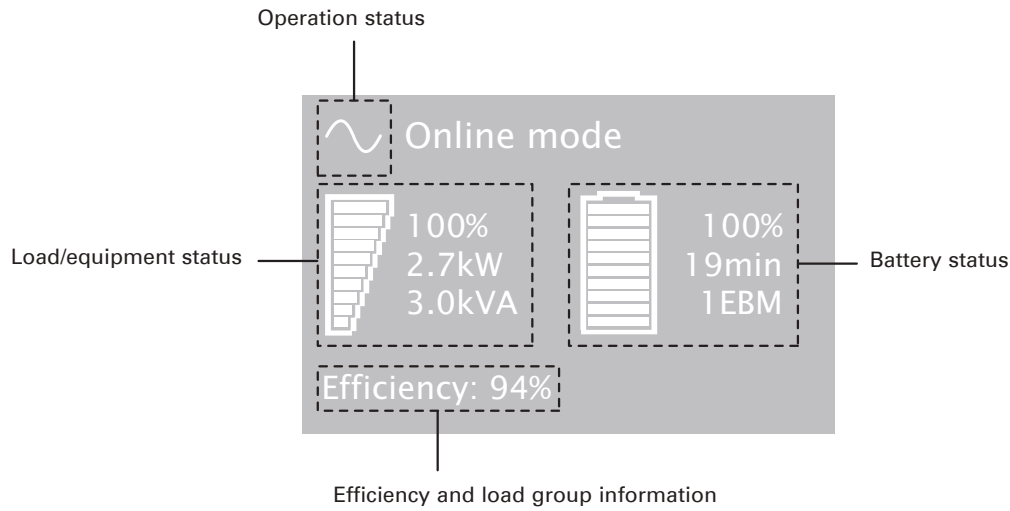 Operation status
Online mode
Load/equipment status
100%
2.7kW
3.0kVA
100%
19min
1EBM
Battery status
Efficiency: 94%
Efficiency and load group information